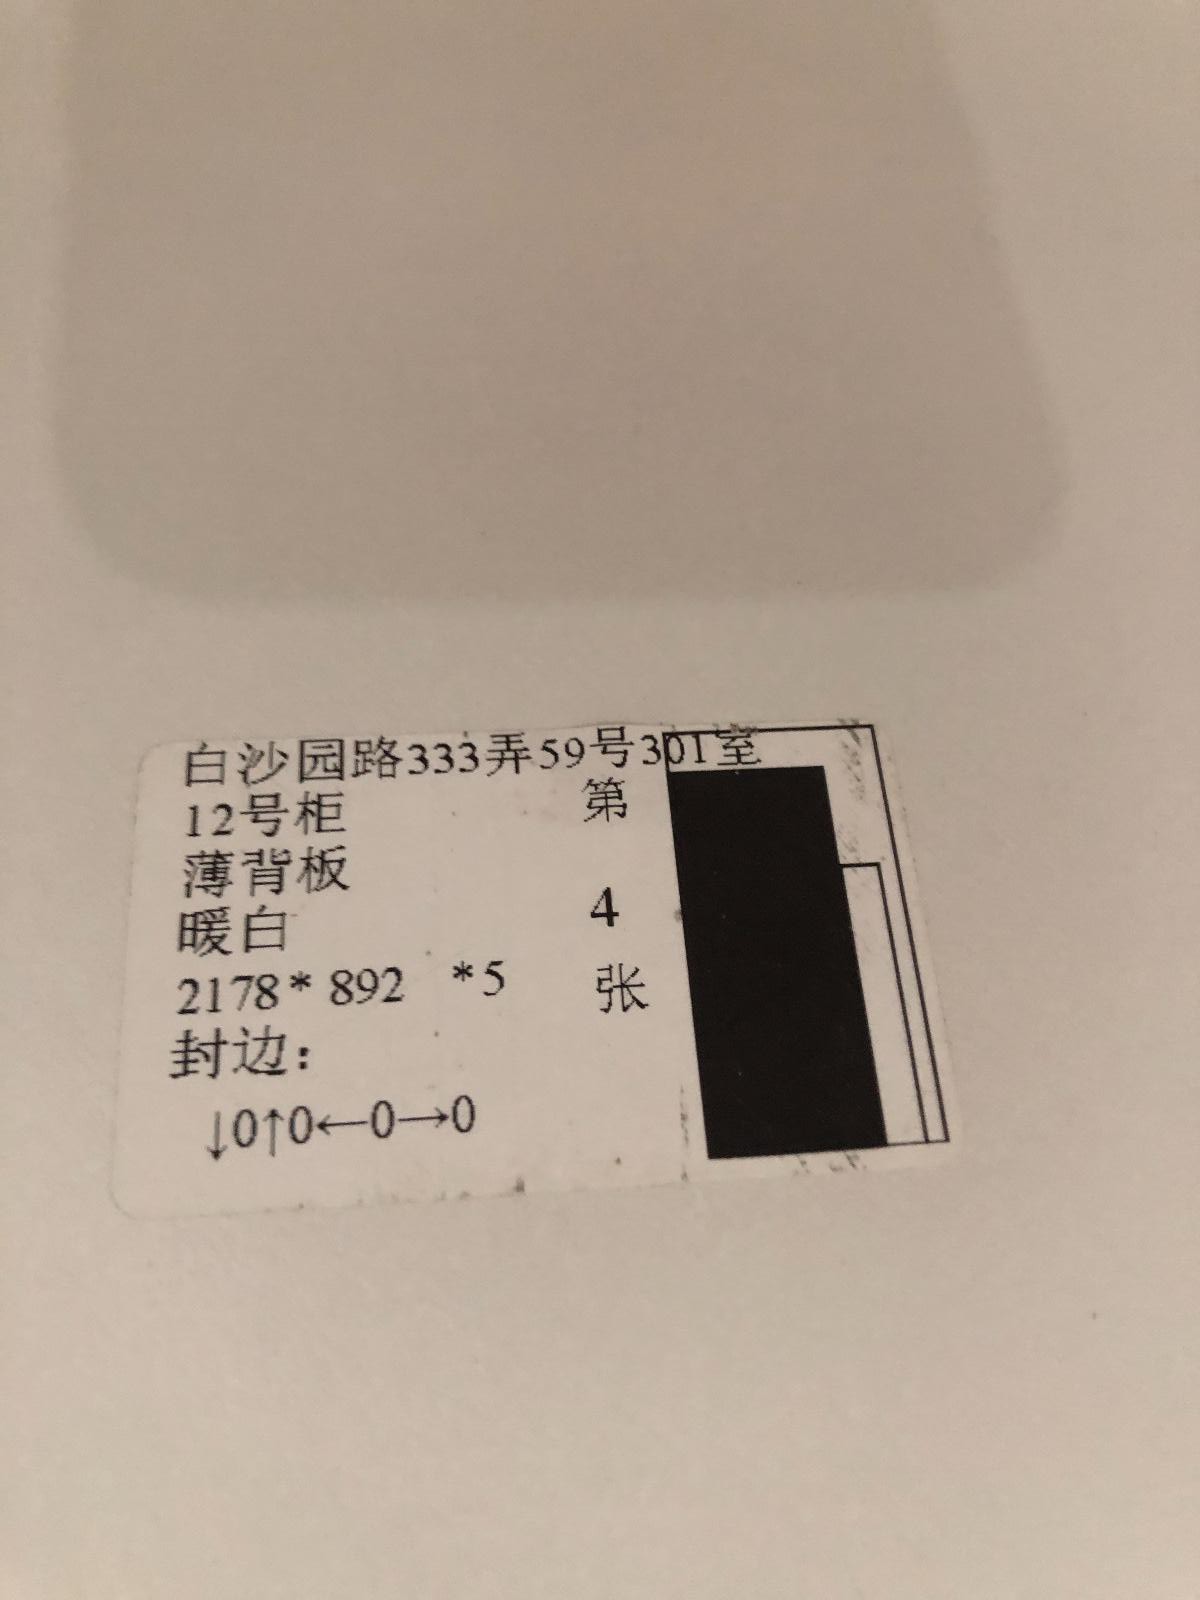 白沙园路333弄59号301室
12号柜
第
薄背板
暖白
4
2178* 892 *5
张
封边：
↓0↑0←0→0